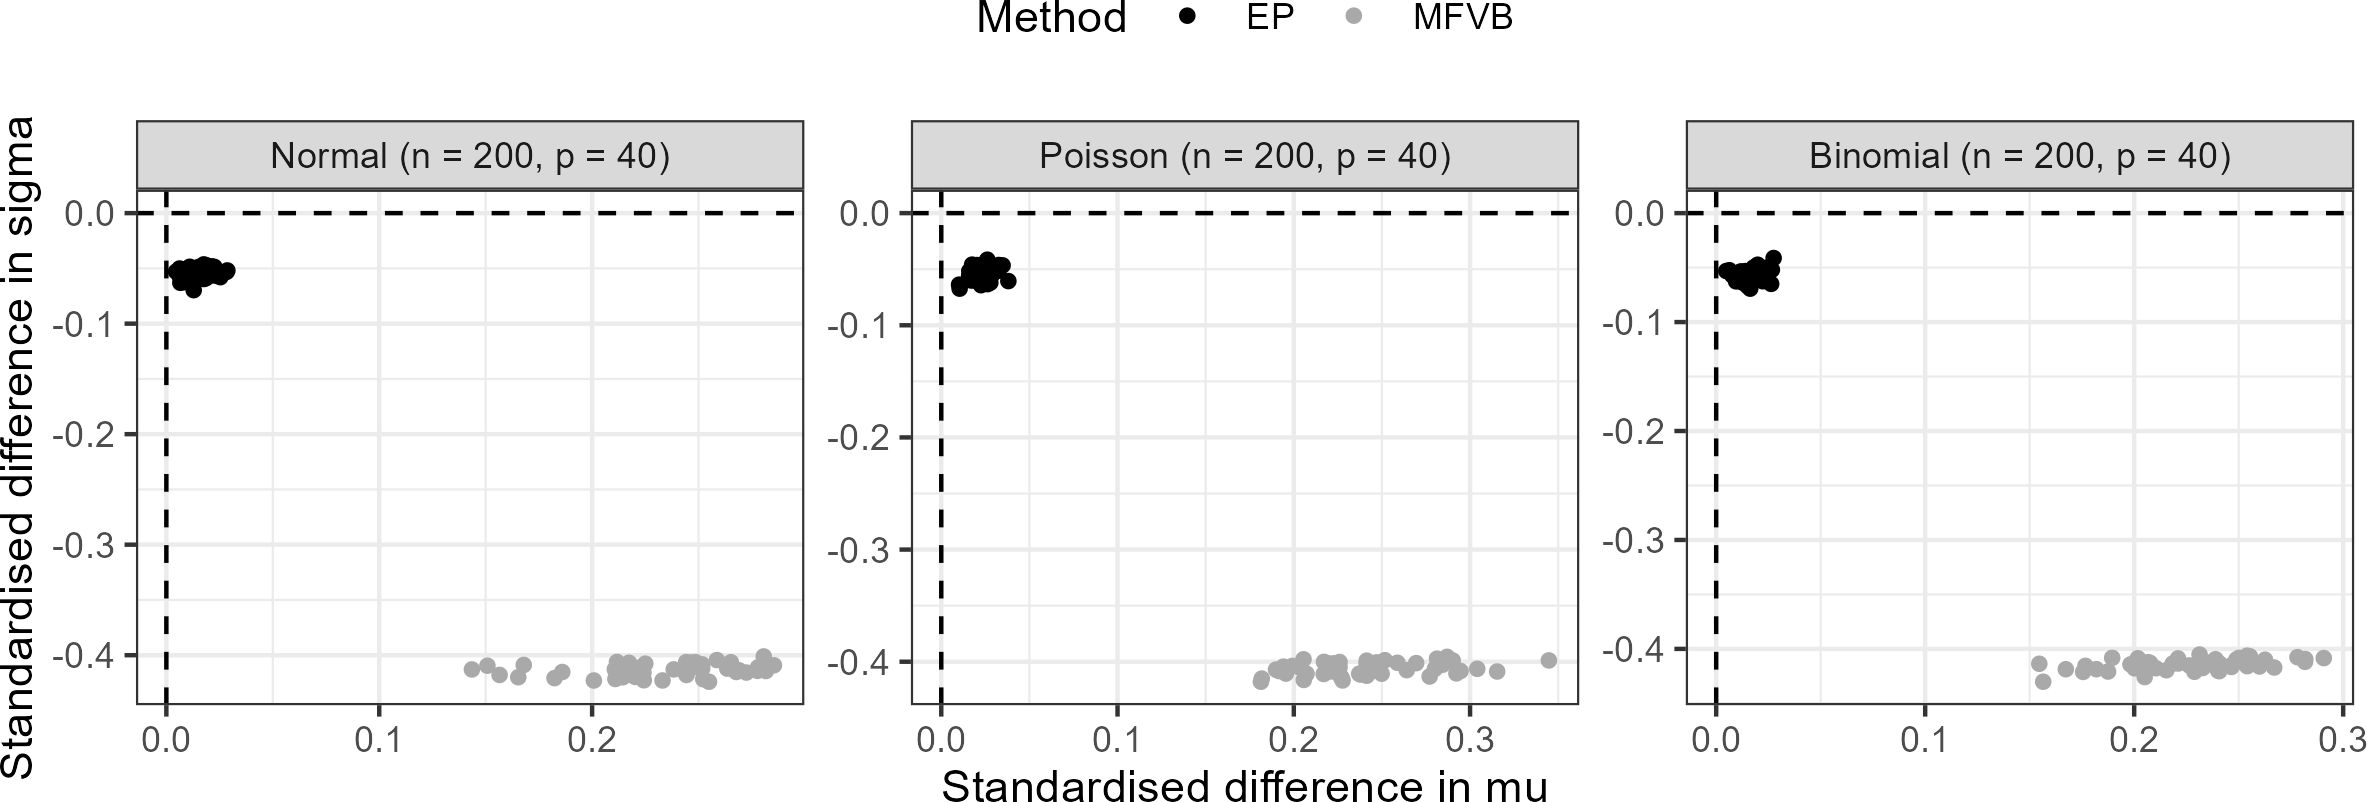 Method EP MFVB
Standardised difference in sigma
Normal (n = 200, p = 40)
Poisson (n = 200, p = 40)
Binomial (n = 200, p = 40)
0.0
-0.1
-0.2
-0.3
-0.4
0.0 0.1 0.2
0.0
-0.1
-0.2
-0.3
-0.4
0.0 0.1 0.2 0.3
0.0
-0.1
-0.2
-0.3
-0.4
0.0 0.1 0.2 0.3
Standardised difference in mu